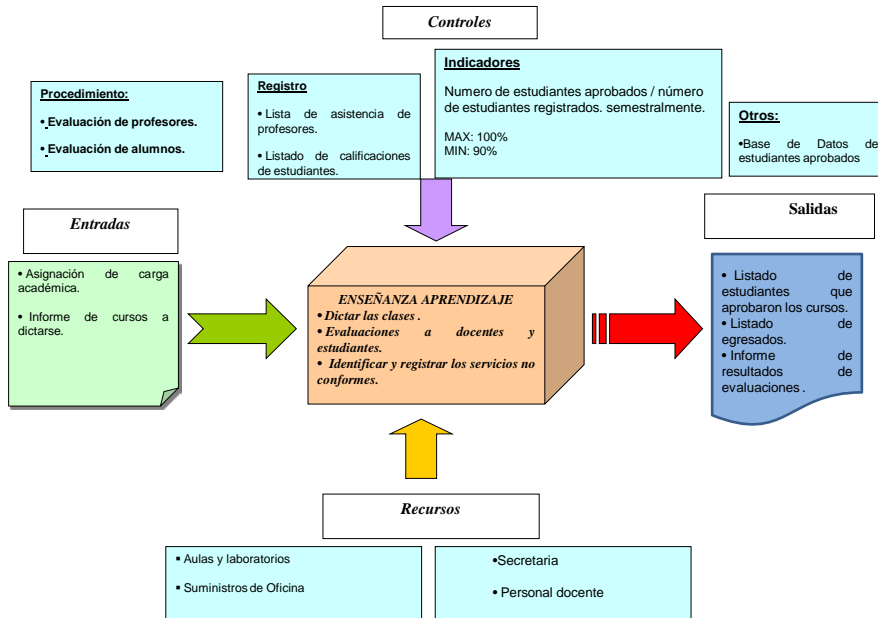 Controles
Procedimiento:
• Evaluación de profesores.
• Evaluación de alumnos.
Registro
• Lista de asistencia de
profesores.
• Listado de calificaciones
de estudiantes.
Indicadores
Numero de estudiantes aprobados / número
de estudiantes registrados. semestralmente.
MAX: 100%
MIN: 90%
Otros:
•Base de Datos de
estudiantes aprobados
Entradas
• Asignación de carga
académica.
• Informe de cursos a
dictarse.
ENSEÑANZA APRENDIZAJE
• Dictar las clases .
• Evaluaciones a docentes y
estudiantes.
• Identificar y registrar los servicios no
conformes.
Salidas
• Listado de
estudiantes que
aprobaron los cursos.
• Listado de
egresados.
• Informe de
resultados de
evaluaciones .
Recursos
▪ Aulas y laboratorios
▪ Suministros de Oficina
•Secretaria
• Personal docente